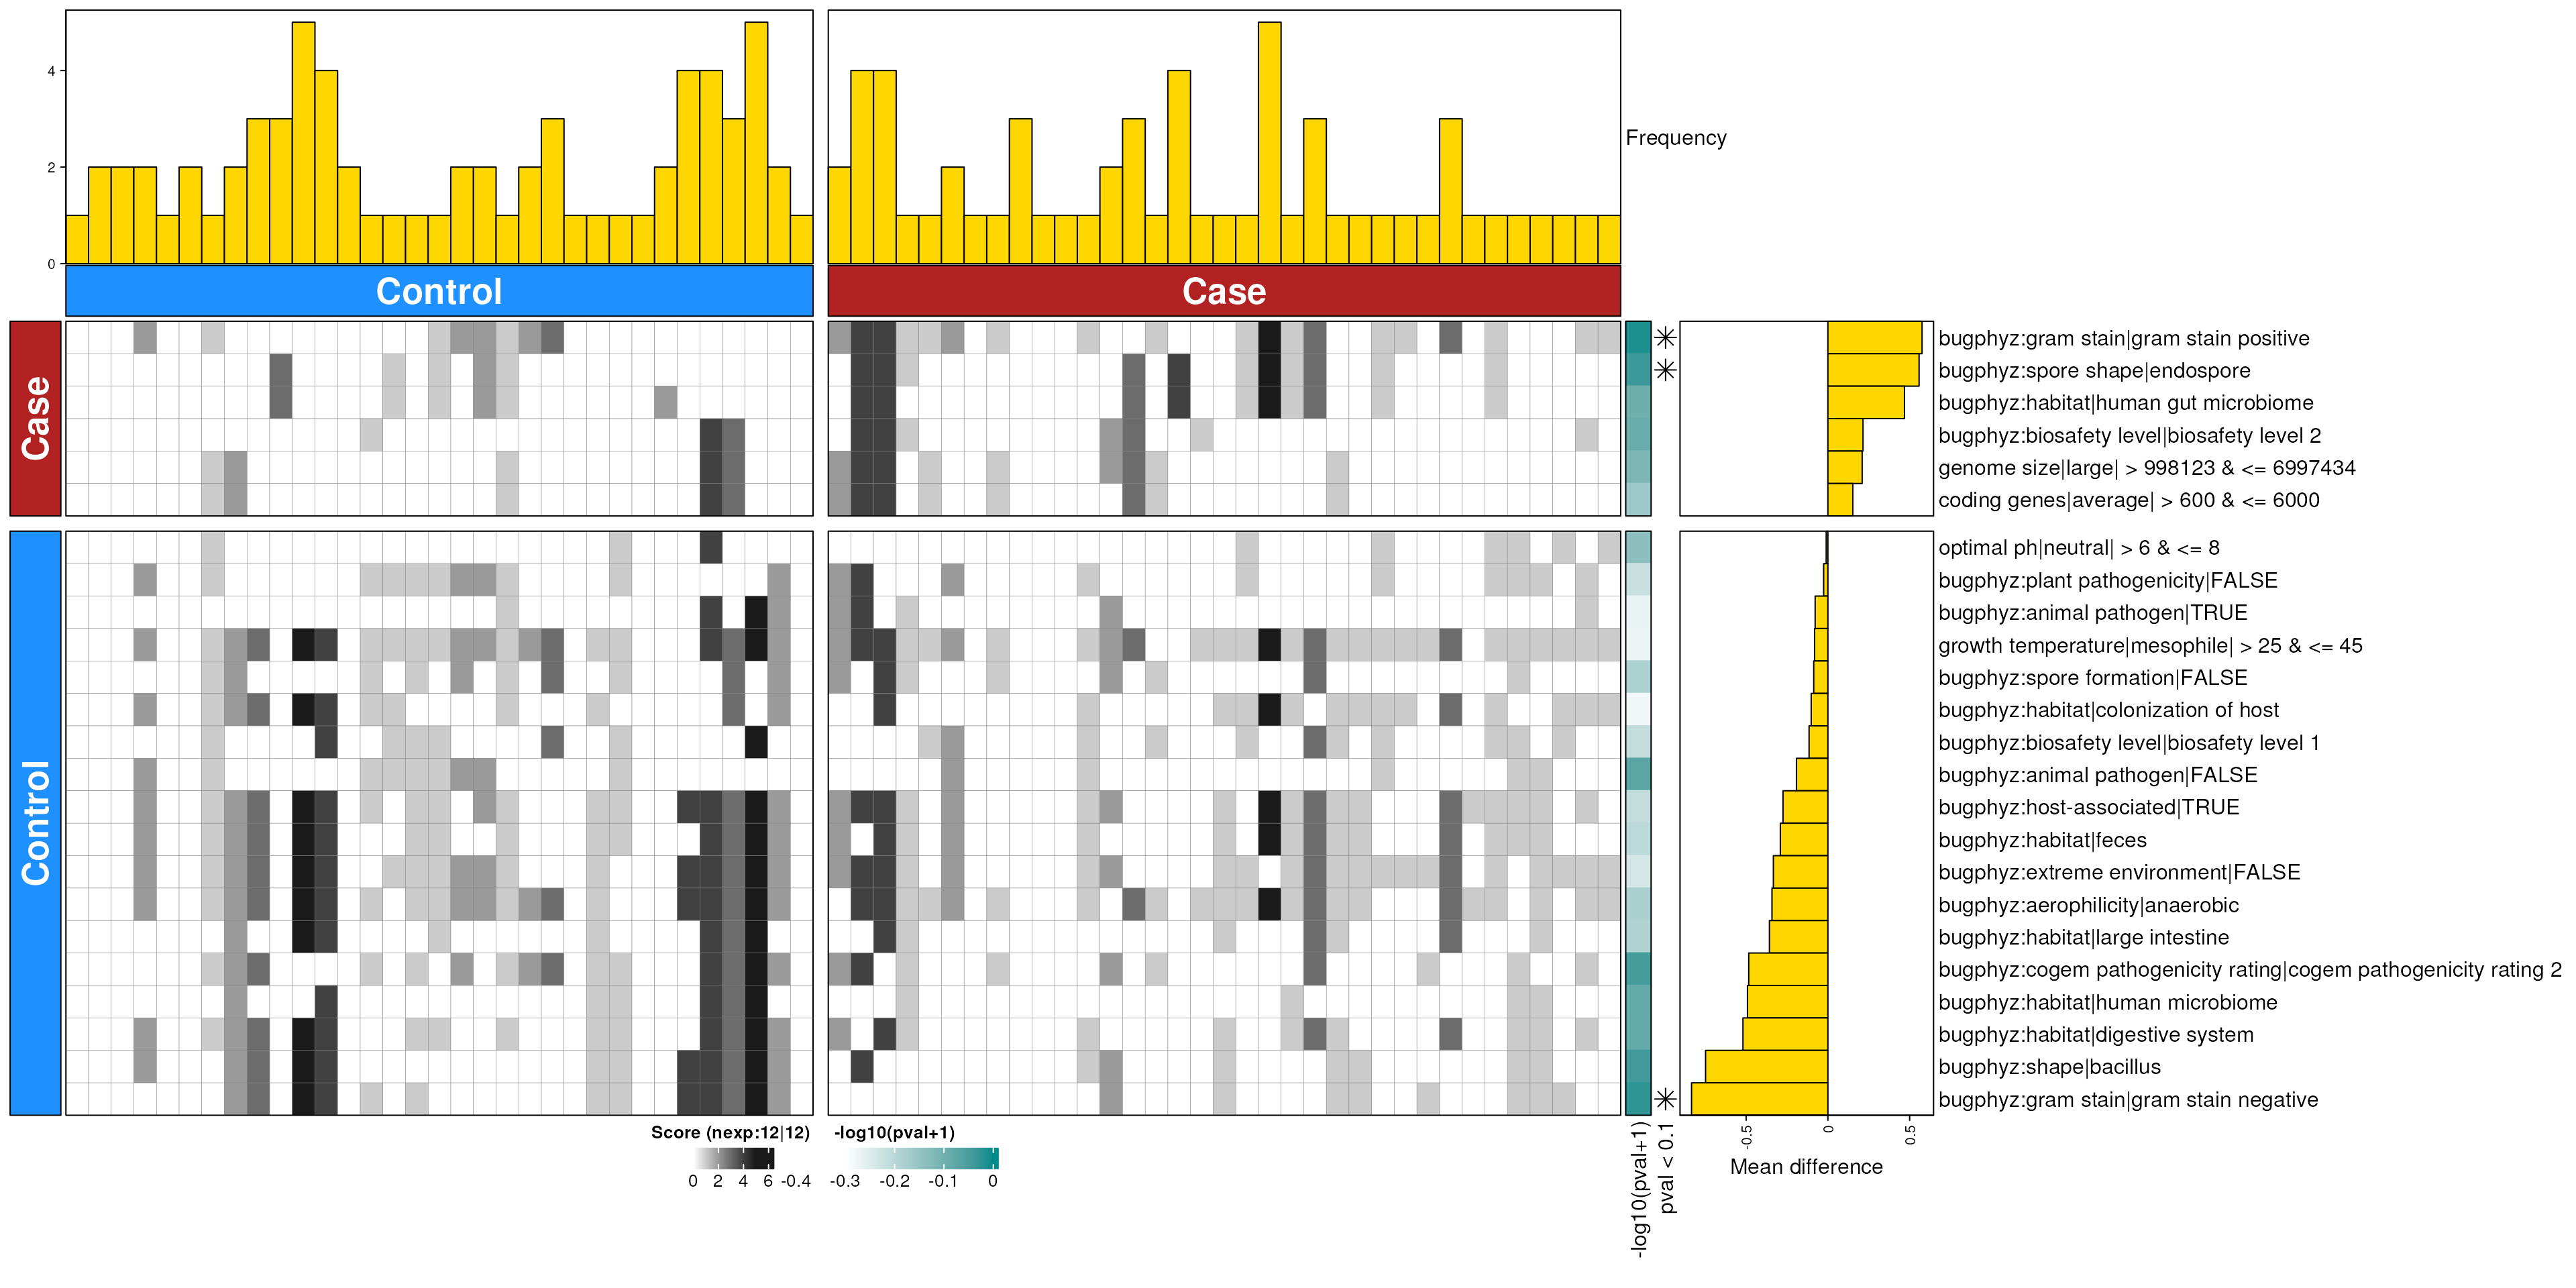 4
2
0
Frequency
Control
Case
Case
bugphyz:gram stain|gram stain positive
bugphyz:spore shape|endospore
bugphyz:habitat|human gut microbiome
bugphyz:biosafety level|biosafety level 2
genome size|large| > 998123 & <= 6997434
coding genes|average| > 600 & <= 6000
Control
optimal ph|neutral| > 6 & <= 8
bugphyz:plant pathogenicity|FALSE
bugphyz:animal pathogen|TRUE
growth temperature|mesophile| > 25 & <= 45
bugphyz:spore formation|FALSE
bugphyz:habitat|colonization of host
bugphyz:biosafety level|biosafety level 1
bugphyz:animal pathogen|FALSE
bugphyz:host-associated|TRUE
bugphyz:habitat|feces
bugphyz:extreme environment|FALSE
bugphyz:aerophilicity|anaerobic
bugphyz:habitat|large intestine
bugphyz:cogem pathogenicity rating|cogem pathogenicity rating 2
bugphyz:habitat|human microbiome
bugphyz:habitat|digestive system
bugphyz:shape|bacillus
bugphyz:gram stain|gram stain negative
Score (nexp:12|12)
0 2 4 6
-log10(pval+1)
-0.4 -0.3 -0.2 -0.1 0
-log10(pval+1)
pval < 0.1
-0.5 0 0.5
Mean difference